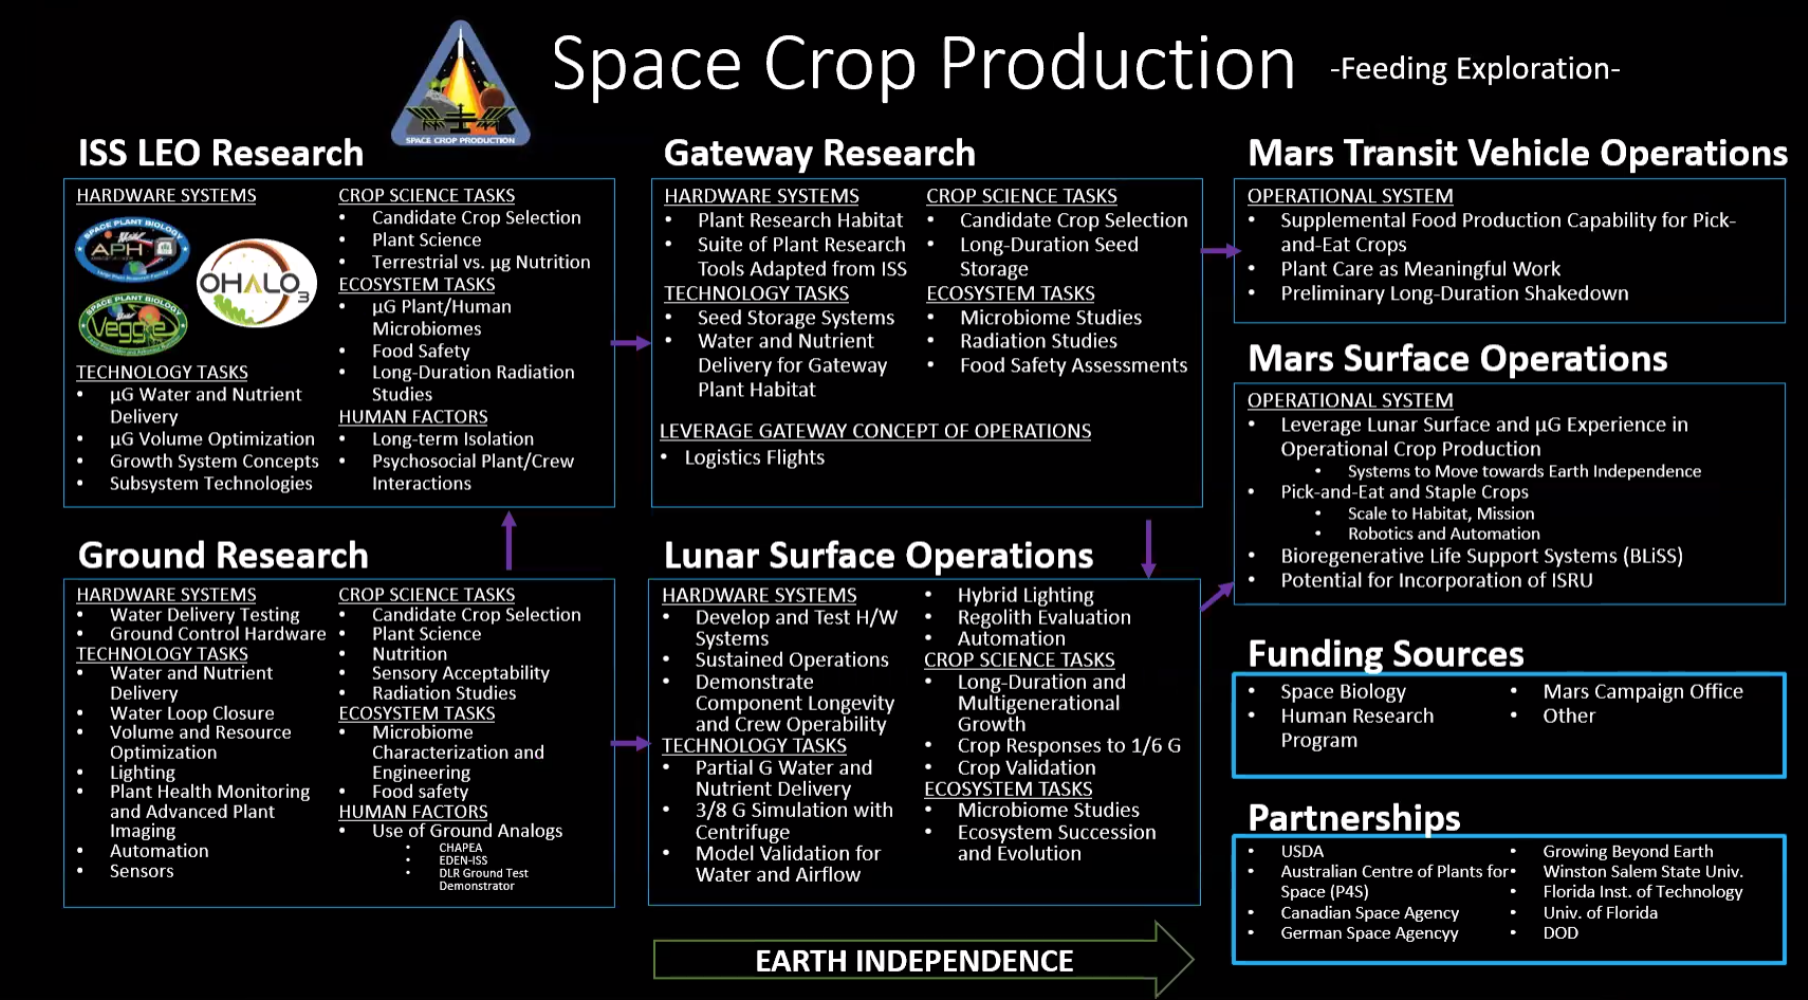 Space Crop Production
-Feeding Exploration-
SPACE CROP PRODUCTION
ISS LEO Research
HARDWARE SYSTEMS
SPACE PLANT BIOLOGY
APH
OHALO
3
SPACE PLANT BIOLOGY
Veggie
TECHNOLOGY TASKS
• µG Water and Nutrient
Delivery
• µG Volume Optimization
• Growth System Concepts
• Subsystem Technologies
CROP SCIENCE TASKS
• Candidate Crop Selection
• Plant Science
• Terrestrial vs. µg Nutrition
ECOSYSTEM TASKS
• µG Plant/Human
Microbiomes
• Food Safety
• Long-Duration Radiation
Studies
HUMAN FACTORS
• Long-term Isolation
• Psychosocial Plant/Crew
Interactions
Ground Research
HARDWARE SYSTEMS
• Water Delivery Testing
• Ground Control Hardware
TECHNOLOGY TASKS
• Water and Nutrient
Delivery
• Water Loop Closure
• Volume and Resource
Optimization
• Lighting
• Plant Health Monitoring
and Advanced Plant
Imaging
• Automation
• Sensors
CROP SCIENCE TASKS
• Candidate Crop Selection
• Plant Science
• Nutrition
• Sensory Acceptability
• Radiation Studies
ECOSYSTEM TASKS
• Microbiome
Characterization and
Engineering
• Food safety
HUMAN FACTORS
• Use of Ground Analogs
• CHAPEA
• EDEN-ISS
• DLR Ground Test
Demonstrator
Gateway Research
HARDWARE SYSTEMS
• Plant Research Habitat
• Suite of Plant Research
Tools Adapted from ISS
TECHNOLOGY TASKS
• Seed Storage Systems
• Water and Nutrient
Delivery for Gateway
Plant Habitat
CROP SCIENCE TASKS
• Candidate Crop Selection
• Long-Duration Seed
Storage
ECOSYSTEM TASKS
• Microbiome Studies
• Radiation Studies
• Food Safety Assessments
LEVERAGE GATEWAY CONCEPT OF OPERATIONS
• Logistics Flights
Lunar Surface Operations
HARDWARE SYSTEMS
• Develop and Test H/W
Systems
• Sustained Operations
• Demonstrate
Component Longevity
and Crew Operability
TECHNOLOGY TASKS
• Partial G Water and
Nutrient Delivery
• 3/8 G Simulation with
Centrifuge
• Model Validation for
Water and Airflow
• Hybrid Lighting
• Regolith Evaluation
• Automation
CROP SCIENCE TASKS
• Long-Duration and
Multigenerational
Growth
• Crop Responses to 1/6 G
• Crop Validation
ECOSYSTEM TASKS
• Microbiome Studies
• Ecosystem Succession
and Evolution
EARTH INDEPENDENCE
Mars Transit Vehicle Operations
OPERATIONAL SYSTEM
• Supplemental Food Production Capability for Pick-
and-Eat Crops
• Plant Care as Meaningful Work
• Preliminary Long-Duration Shakedown
Mars Surface Operations
OPERATIONAL SYSTEM
• Leverage Lunar Surface and µG Experience in
Operational Crop Production
• Systems to Move towards Earth Independence
• Pick-and-Eat and Staple Crops
• Scale to Habitat, Mission
• Robotics and Automation
• Bioregenerative Life Support Systems (BLiSS)
• Potential for Incorporation of ISRU
Funding Sources
• Space Biology
• Human Research
Program
• Mars Campaign Office
• Other
Partnerships
• USDA
• Australian Centre of Plants for
Space (P4S)
• Canadian Space Agency
• German Space Agencyy
• Growing Beyond Earth
• Winston Salem State Univ.
• Florida Inst. of Technology
• Univ. of Florida
• DOD